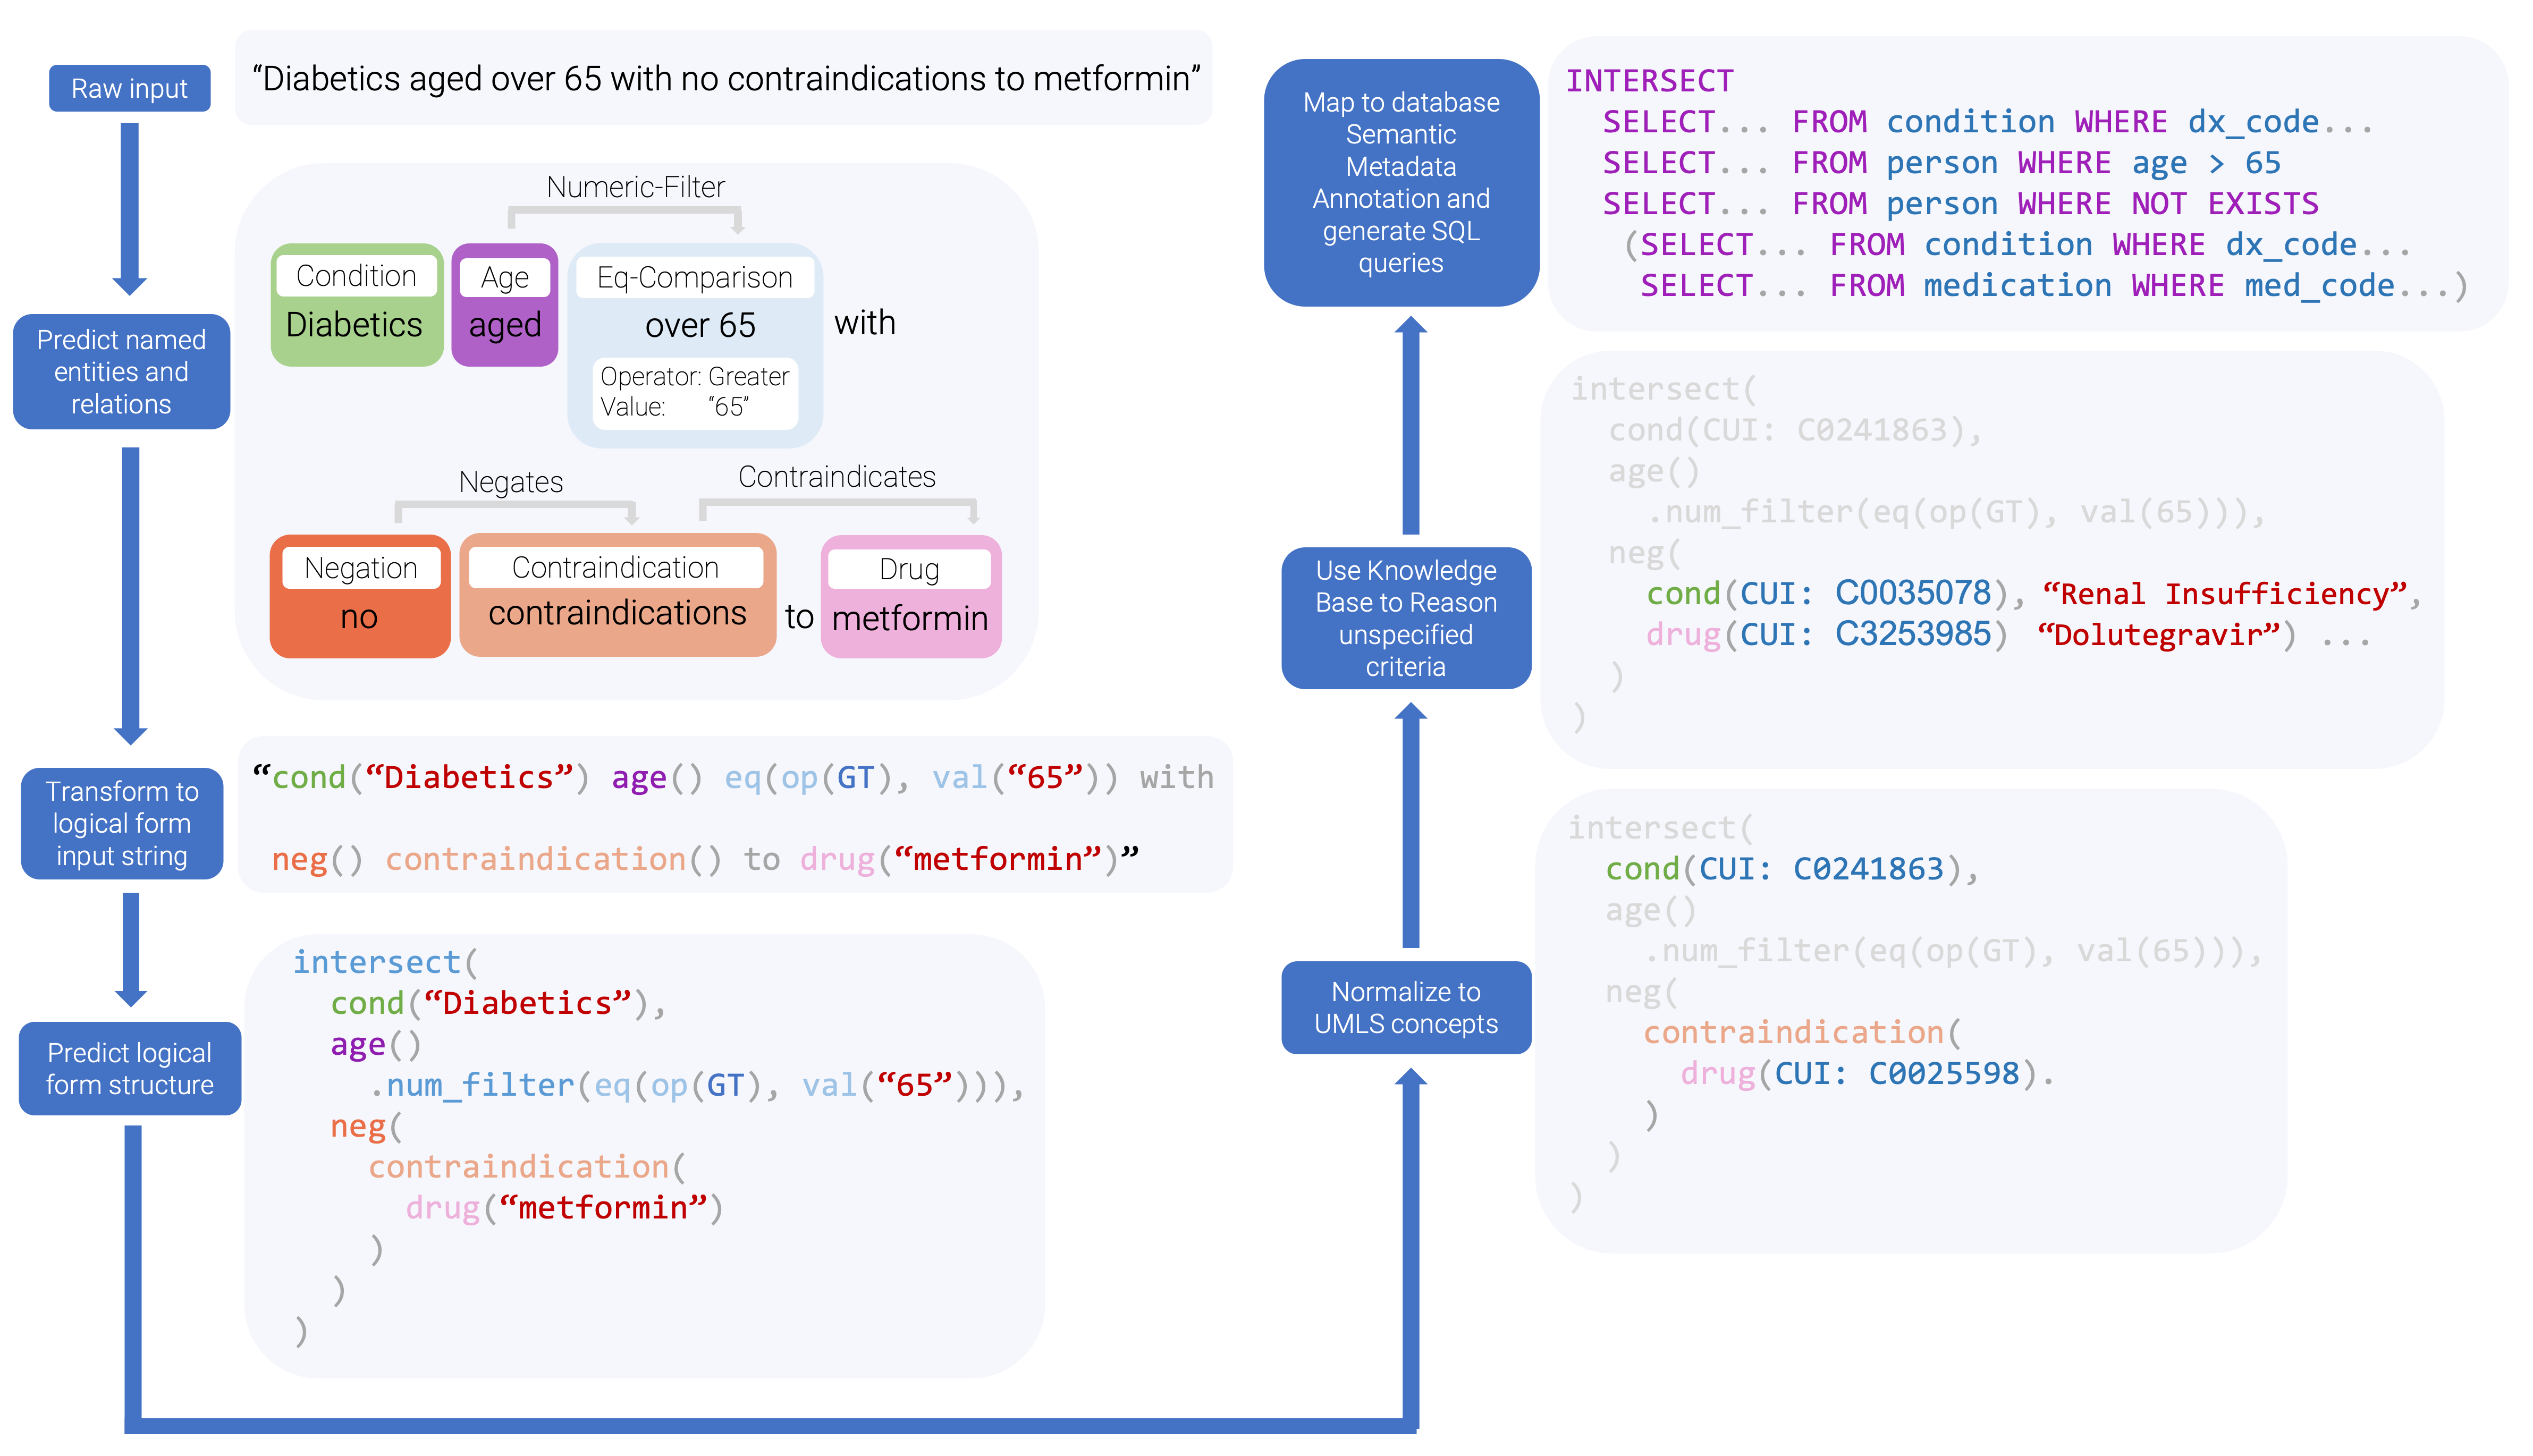 Raw input
“Diabetics aged over 65 with no contraindications to metformin”
Predict named
entities and
relations
Numeric-Filter
Condition
Diabetics
Age
aged
Eq-Comparison
over 65
Operator: Greater
Value: “65”
with
Negates
Contraindicates
Negation
no
Contraindication
contraindications
to
Drug
metformin
Transform to
logical form
input string
“cond(“Diabetics”) age() eq(op(GT), val(“65”)) with
neg() contraindication() to drug(“metformin”)”
Predict logical
form structure
intersect(
cond(“Diabetics”),
age()
.num_filter(eq(op(GT), val(“65”))),
neg(
contraindication(
drug(“metformin”)
)
)
)
Normalize to
UMLS concepts
intersect(
cond(CUI: C0241863),
age()
.num_filter(eq(op(GT), val(65))),
neg(
contraindication(
drug(CUI: C0025598).
)
)
)
Use Knowledge
Base to Reason
unspecified
criteria
intersect(
cond(CUI: C0241863),
age()
.num_filter(eq(op(GT), val(65))),
neg(
cond(CUI: C0035078), “Renal Insufficiency”,
drug(CUI: C3253985) “Dolutegravir”) ...
)
)
Map to database
Semantic
Metadata
Annotation and
generate SQL
queries
INTERSECT
SELECT... FROM condition WHERE dx_code...
SELECT... FROM person WHERE age > 65
SELECT... FROM person WHERE NOT EXISTS
(SELECT... FROM condition WHERE dx_code...
SELECT... FROM medication WHERE med_code...)